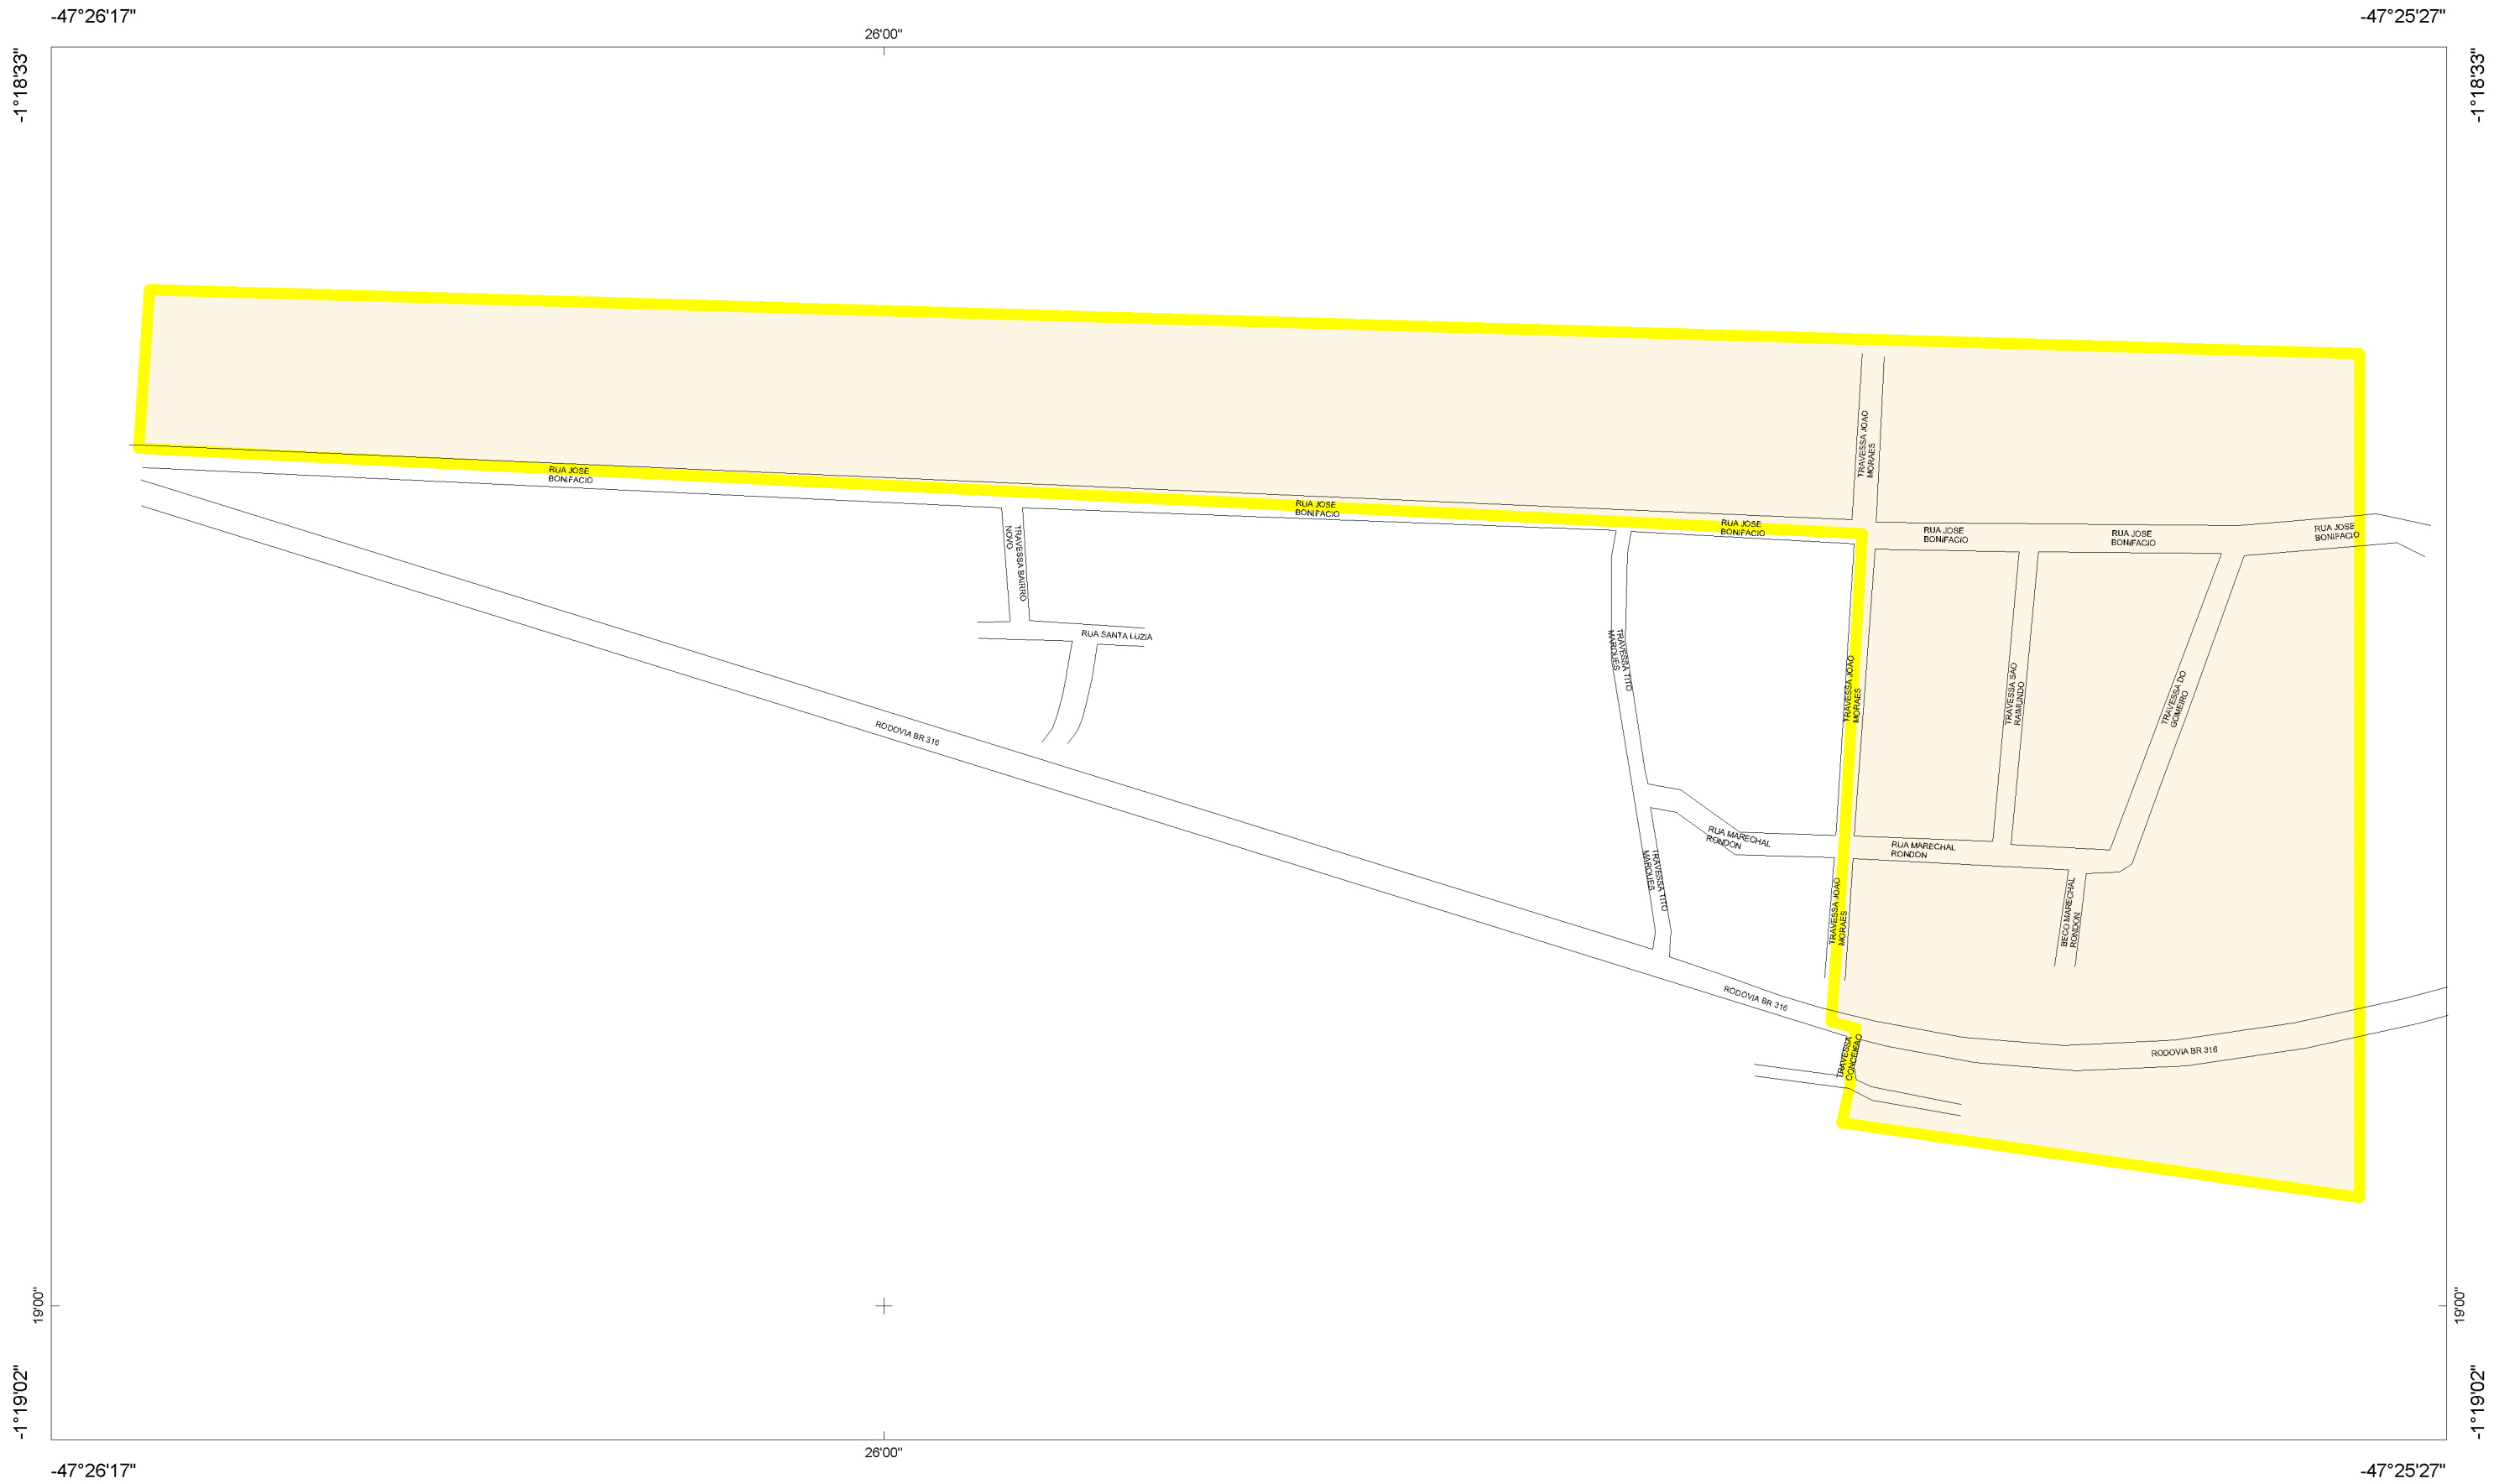 -47°26'17"
-47°25'27"
26'00"
-1°18'33"
-1°18'33"
TRAVESSA JOAO
MORAES
RUA JOSE
BONIFACIO
RUA JOSE
BONIFACIO
RUA JOSE
BONIFACIO
RUA JOSE
BONIFACIO
RUA JOSE
BONIFACIO
RUA JOSE
BONIFACIO
TRAVESSA BAIRRO
NOVO
RUA SANTA LUZIA
TRAVESSA TITO
MARQUES
TRAVESSA JOAO
MORAES
TRAVESSA SAO
RAIMUNDO
TRAVESSA DO
GOMEIRO
RODOVIA BR 316
RUA MARECHAL
RONDON
RUA MARECHAL
RONDON
TRAVESSA TITO
MARQUES
TRAVESSA JOAO
MORAES
BECO MARECHAL
RONDON
RODOVIA BR 316
RODOVIA BR 316
TRAVESSA
CONCEICAO
19'00"
19'00"
-1°19'02"
-1°19'02"
26'00"
-47°26'17"
-47°25'27"